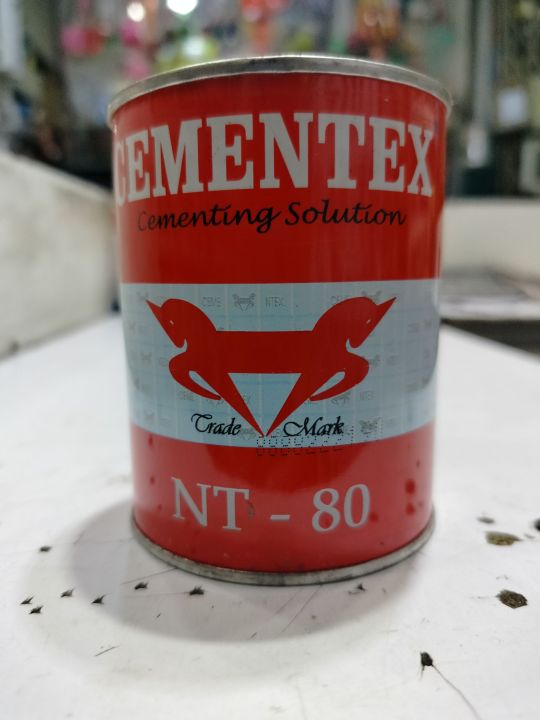 CEMENTEX
Cementing Solution
Trade Mark
NT - 80